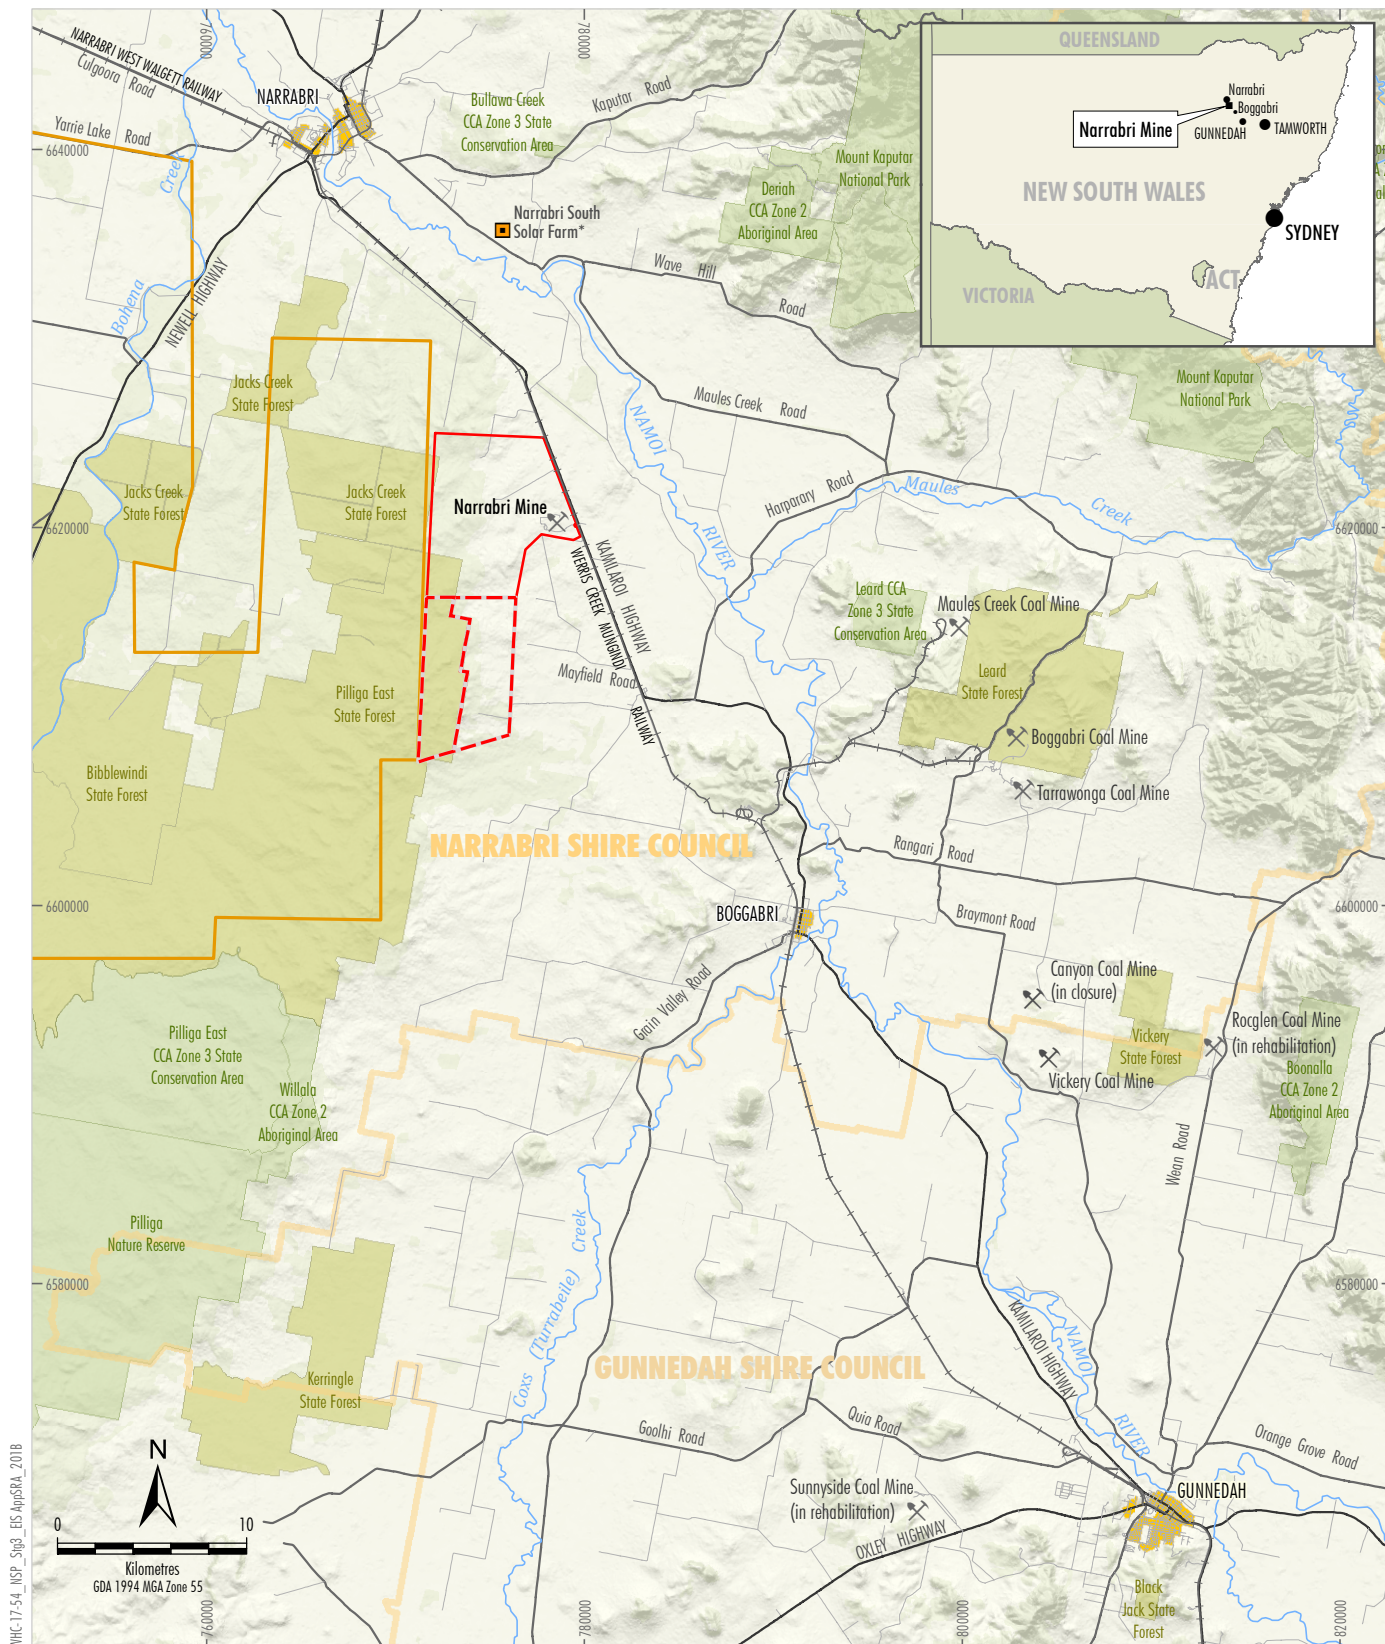 760000
780000
NARRABRI WEST WALGETT RAILWAY
Culgoora Road
NARRABRI
Yarrie Lake Road
6640000
Creek
Bohena
NEWELL HIGHWAY
Bullawa Creek
CCA Zone 3 State
Conservation Area
Kaputar Road
Narrabri South
Solar Farm*
Deriah
CCA Zone 2
Aboriginal Area
Mount Kaputar
National Park
Wave Hill
Road
QUEENSLAND
Narrabri
Boggabri
Narrabri Mine
GUNNEDAH
TAMWORTH
NEW SOUTH WALES
SYDNEY
ACT
VICTORIA
Mount Kaputar
National Park
Jacks Creek
State Forest
Maules Creek Road
NAMOI
RIVER
Jacks Creek
State Forest
Jacks Creek
State Forest
Narrabri Mine
Harparary Road
Maules
Creek
6620000
6620000
KAMILAROI HIGHWAY
WERRIS CREEK MUNGINDI
RAILWAY
Leard CCA
Zone 3 State
Conservation Area
Maules Creek Coal Mine
Leard
State Forest
Mayfield Road
Pilliga East
State Forest
Boggabri Coal Mine
Tarrawonga Coal Mine
Bibblewindi
State Forest
NARRABRI SHIRE COUNCIL
Rangari Road
6600000
6600000
BOGGABRI
Braymont Road
Grain Valley Road
Canyon Coal Mine
(in closure)
Rocglen Coal Mine
(in rehabilitation)
Vickery
State Forest
Vickery Coal Mine
Boonalla
CCA Zone 2
Aboriginal Area
Pilliga East
CCA Zone 3 State
Conservation Area
Willala
CCA Zone 2
Aboriginal Area
Wean Road
Pilliga
Nature Reserve
6580000
6580000
Coxs (Turrabeile) Creek
KAMILAROI HIGHWAY
NAMOI
RIVER
GUNNEDAH SHIRE COUNCIL
Kerringle
State Forest
Goolhi Road
Quia Road
Orange Grove Road
Sunnyside Coal Mine
(in rehabilitation)
GUNNEDAH
OXLEY HIGHWAY
Black
Jack State
Forest
N
0
10
Kilometres
GDA 1994 MGA Zone 55
760000
780000
800000
820000
WHC-17-54_NSP_Stg3_EIS AppSRA_201B